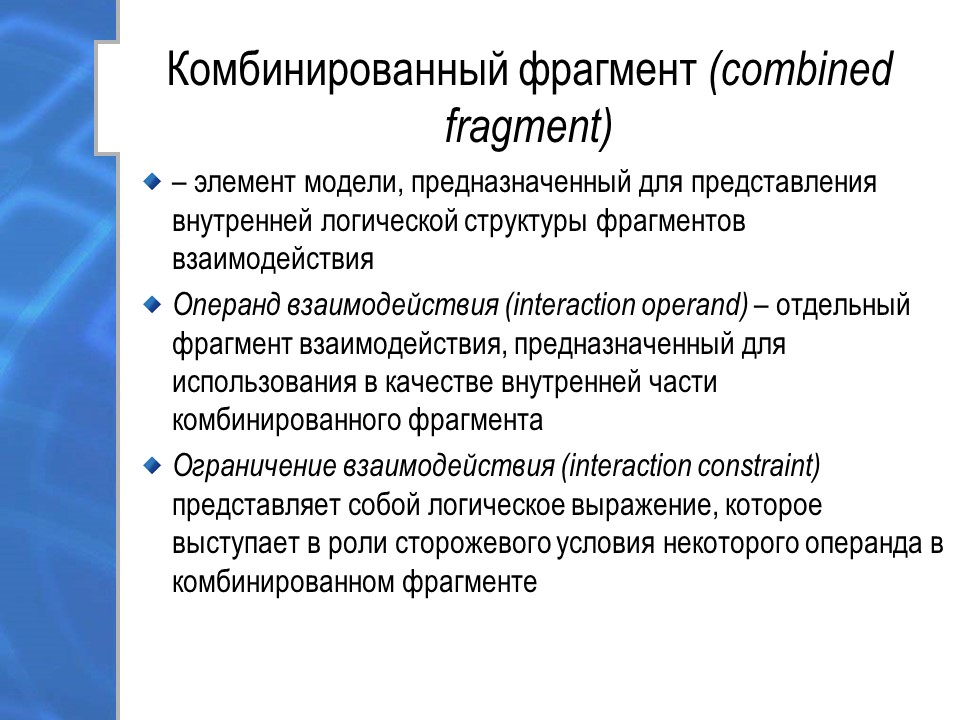 Комбинированный фрагмент (combined
fragment)
– элемент модели, предназначенный для представления
внутренней логической структуры фрагментов
взаимодействия
Операнд взаимодействия (interaction operand) – отдельный
фрагмент взаимодействия, предназначенный для
использования в качестве внутренней части
комбинированного фрагмента
Ограничение взаимодействия (interaction constraint)
представляет собой логическое выражение, которое
выступает в роли сторожевого условия некоторого операнда в
комбинированном фрагменте